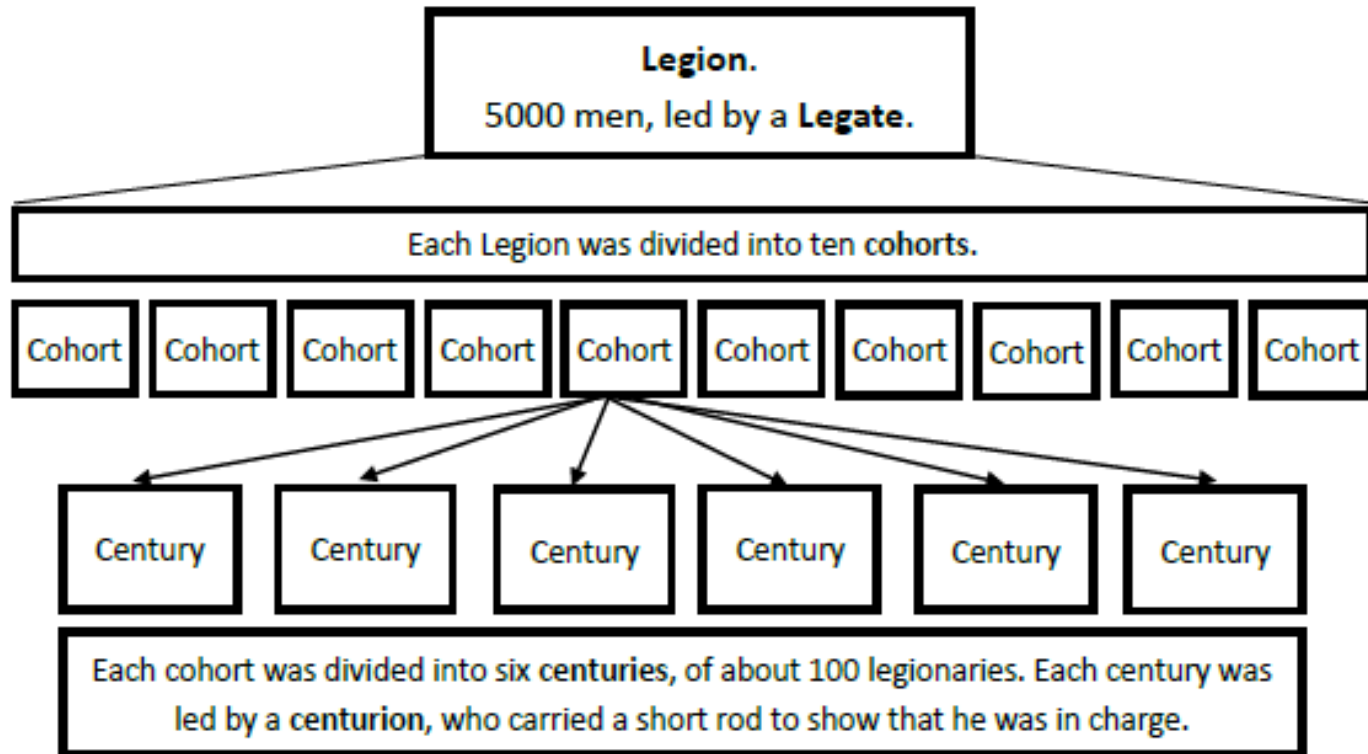 Legion.
5000 men, led by a Legate.
Each Legion was divided into ten cohorts.
Cohort Cohort Cohort Cohort Cohort Cohort Cohort Cohort Cohort Cohort
Century Century Century Century Century Century
Each cohort was divided into six centuries, of about 100 legionaries. Each century was
led by a centurion, who carried a short rod to show that he was in charge.